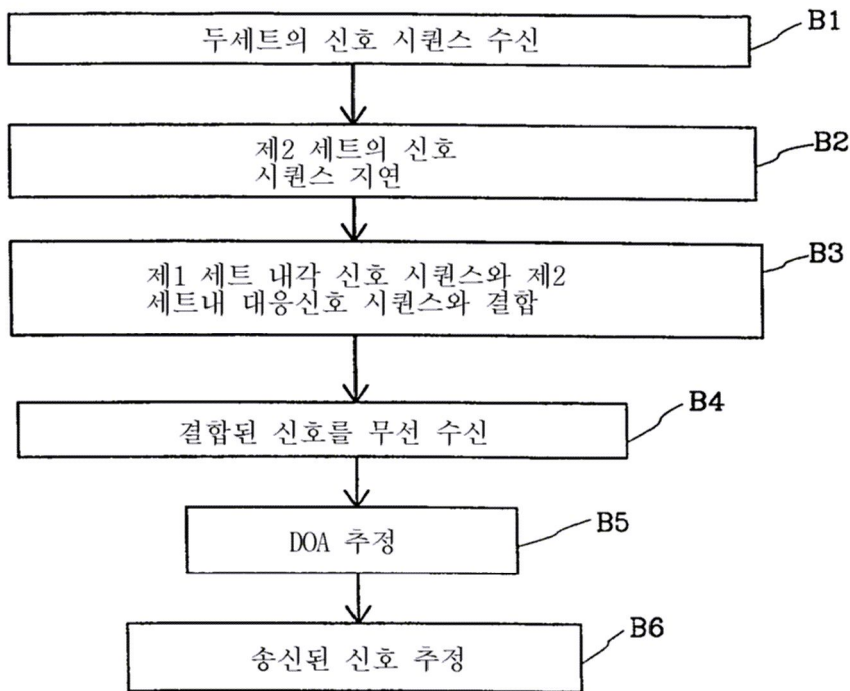 두세트의 신호 시퀀스 수신
B1
제2 세트의 신호
시퀀스 지연
B2
제1 세트 내각 신호 시퀀스와 제2
세트내 대응신호 시퀀스와 결합
B3
결합된 신호를 무선 수신
B4
DOA 추정
B5
송신된 신호 추정
B6